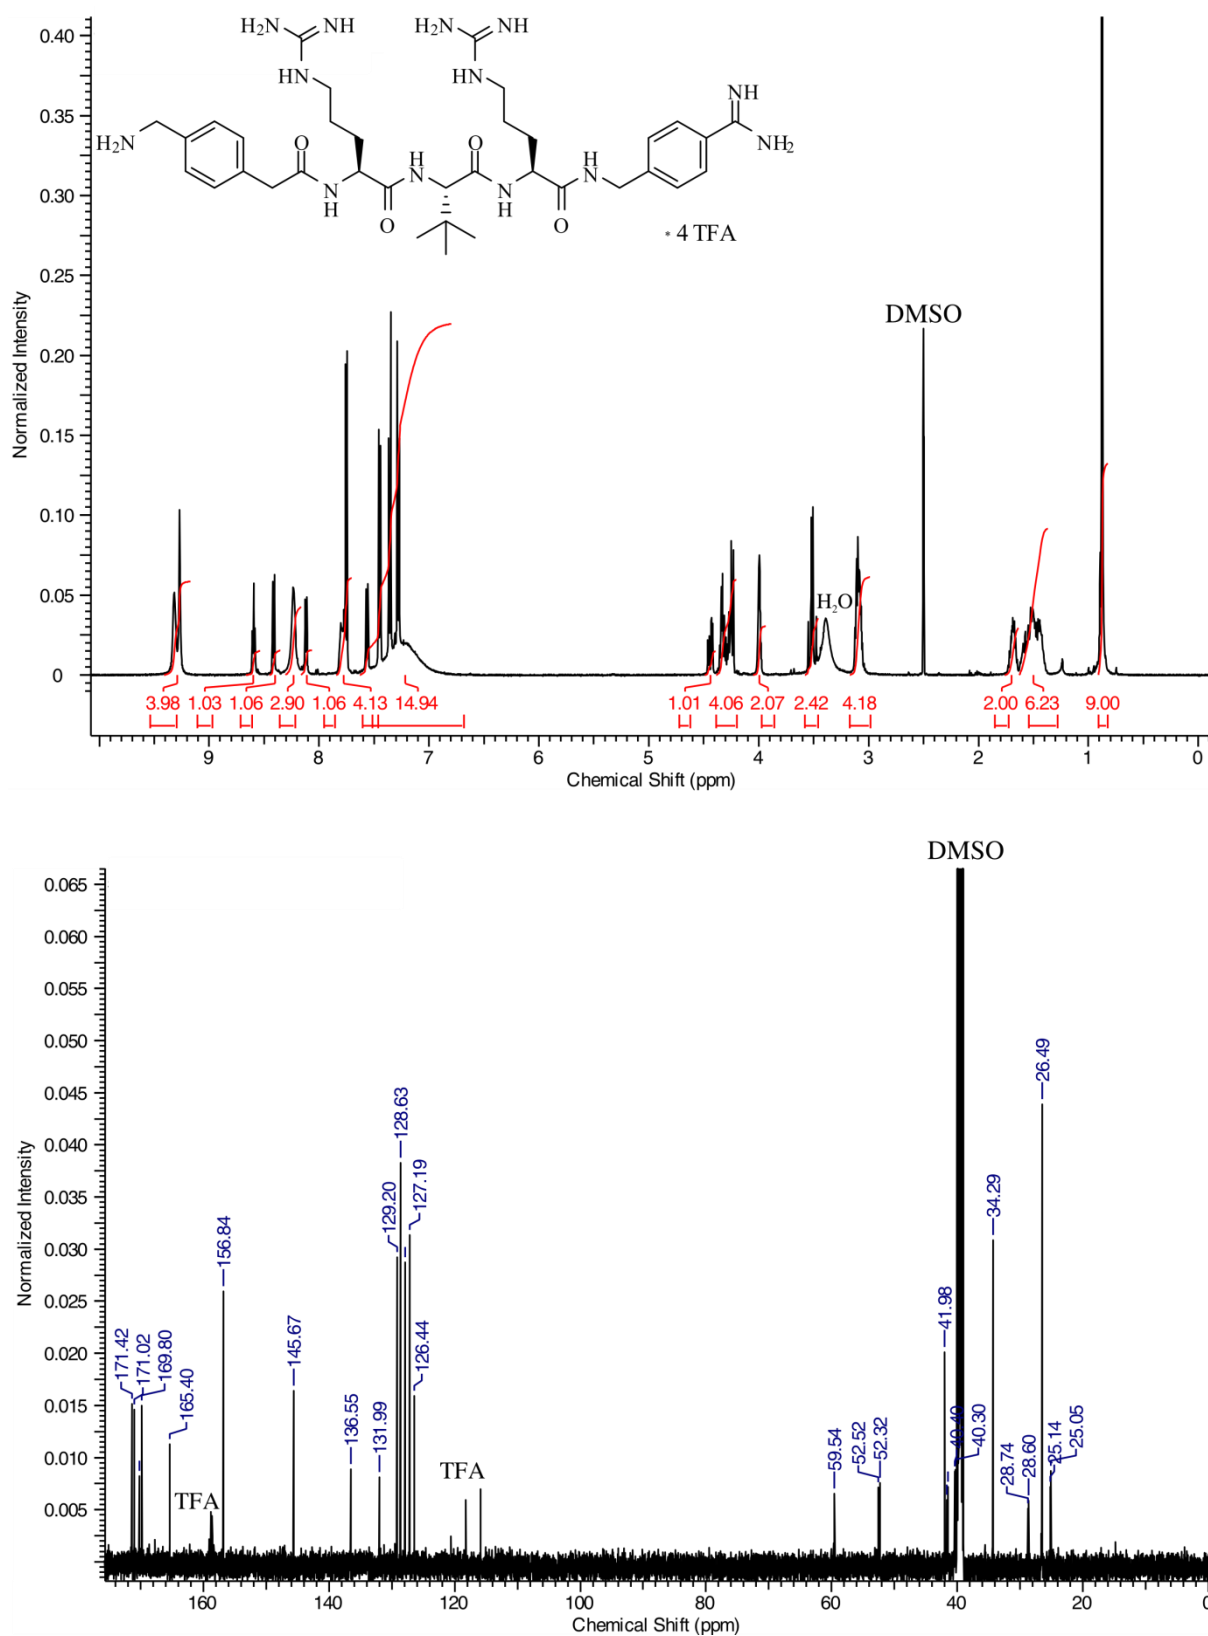 H₂N NH H₂N NH
HN HN
NH
H₂N O H N O H N NH₂
N H O N H O
* 4 TFA
DMSO
H₂O
Normalized Intensity
0.40
0.35
0.30
0.25
0.20
0.15
0.10
0.05
0
3.98 1.03 1.06 2.90 1.06 4.13 14.94 1.01 4.06 2.07 2.42 4.18 2.00 6.23 9.00
9 8 7 6 5 4 3 2 1 0
Chemical Shift (ppm)
DMSO
Normalized Intensity
0.065
0.060
0.055
0.050
0.045
0.040
0.035
0.030
0.025
0.020
0.015
0.010
0.005
171.42
171.02
169.80
165.40
TFA
156.84
145.67
136.55
131.99
129.20
128.63
127.19
126.44
TFA
59.54
52.52
52.32
41.98
40.40
40.30
34.29
28.74
28.60
26.49
25.14
25.05
160 140 120 100 80 60 40 20 0
Chemical Shift (ppm)